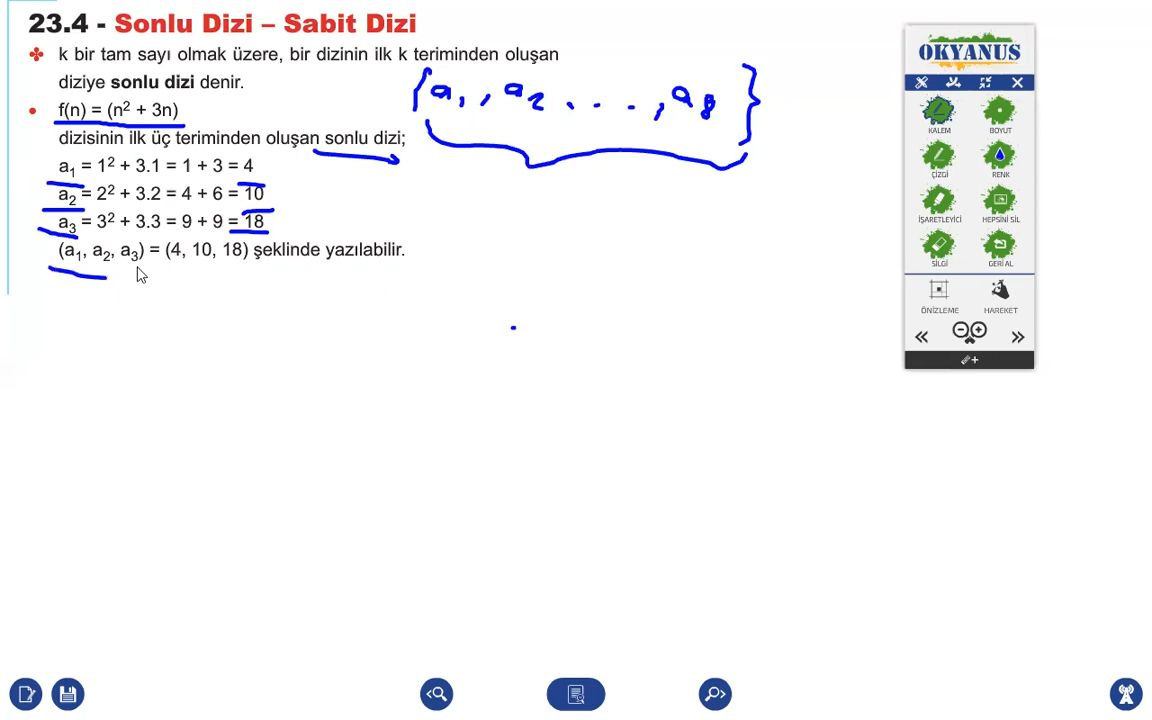 23.4 - Sonlu Dizi – Sabit Dizi
k bir tam sayı olmak üzere, bir dizinin ilk k teriminden oluşan
diziye sonlu dizi denir.
{a₁, a₂, . . . , a₈}
• f(n) = (n² + 3n)
dizisinin ilk üç teriminden oluşan sonlu dizi;
a₁ = 1² + 3.1 = 1 + 3 = 4
a₂ = 2² + 3.2 = 4 + 6 = 10
a₃ = 3² + 3.3 = 9 + 9 = 18
(a₁, a₂, a₃) = (4, 10, 18) şeklinde yazılabilir.
OKYANUS
KALEM BOYUT
ÇİZGİ RENK
İŞARETLEYİCİ HEPSİNİ SİL
SİLGİ GERİ AL
ÖNİZLEME HAREKET